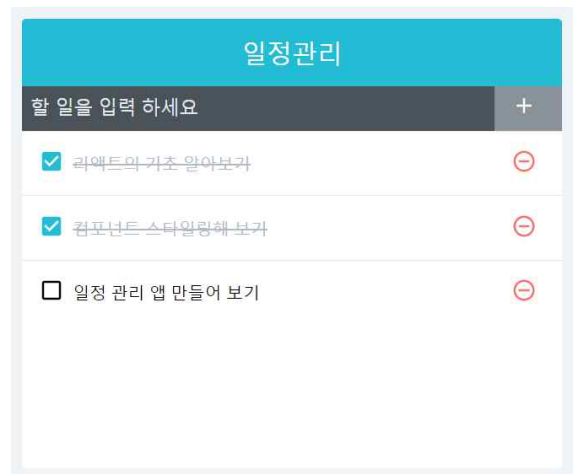 일정관리
할 일을 입력 하세요 +
리액트의 기초 알아보기
컴포넌트 스타일링해 보기
일정 관리 앱 만들어 보기